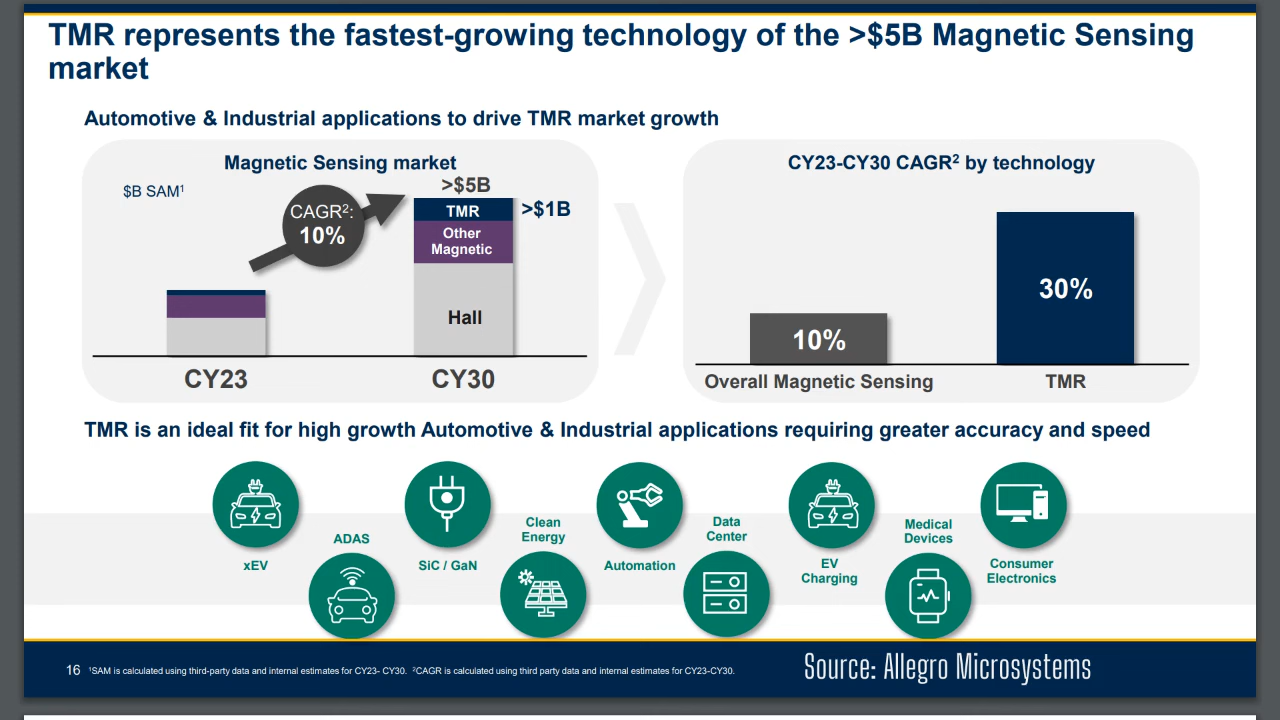 TMR represents the fastest-growing technology of the >$5B Magnetic Sensing
market
Automotive & Industrial applications to drive TMR market growth
Magnetic Sensing market
$B SAM¹
CAGR²:
10%
>$5B
TMR
>$1B
Other
Magnetic
Hall
CY23
CY30
CY23-CY30 CAGR² by technology
10%
30%
Overall Magnetic Sensing
TMR
TMR is an ideal fit for high growth Automotive & Industrial applications requiring greater accuracy and speed
xEV
ADAS
SiC / GaN
Clean
Energy
Automation
Data
Center
EV
Charging
Medical
Devices
Consumer
Electronics
16 ¹SAM is calculated using third-party data and internal estimates for CY23- CY30. ²CAGR is calculated using third party data and internal estimates for CY23-CY30.
Source: Allegro Microsystems